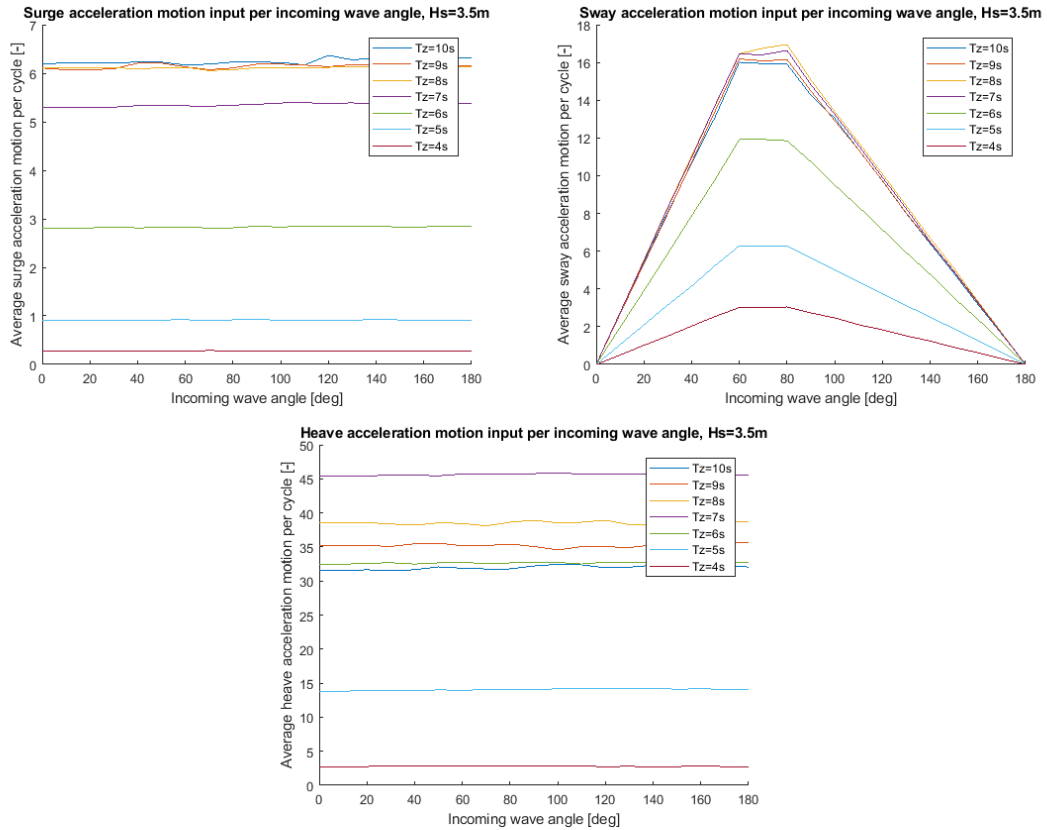 Surge acceleration motion input per incoming wave angle, Hs=3.5m
Average surge acceleration motion per cycle [-]
7
6
5
4
3
2
1
0
0 20 40 60 80 100 120 140 160 180
Incoming wave angle [deg]
Tz=10s
Tz=9s
Tz=8s
Tz=7s
Tz=6s
Tz=5s
Tz=4s
Sway acceleration motion input per incoming wave angle, Hs=3.5m
Average sway acceleration motion per cycle [-]
18
16
14
12
10
8
6
4
2
0
0 20 40 60 80 100 120 140 160 180
Incoming wave angle [deg]
Tz=10s
Tz=9s
Tz=8s
Tz=7s
Tz=6s
Tz=5s
Tz=4s
Heave acceleration motion input per incoming wave angle, Hs=3.5m
Average heave acceleration motion per cycle [-]
50
45
40
35
30
25
20
15
10
5
0
0 20 40 60 80 100 120 140 160 180
Incoming wave angle [deg]
Tz=10s
Tz=9s
Tz=8s
Tz=7s
Tz=6s
Tz=5s
Tz=4s